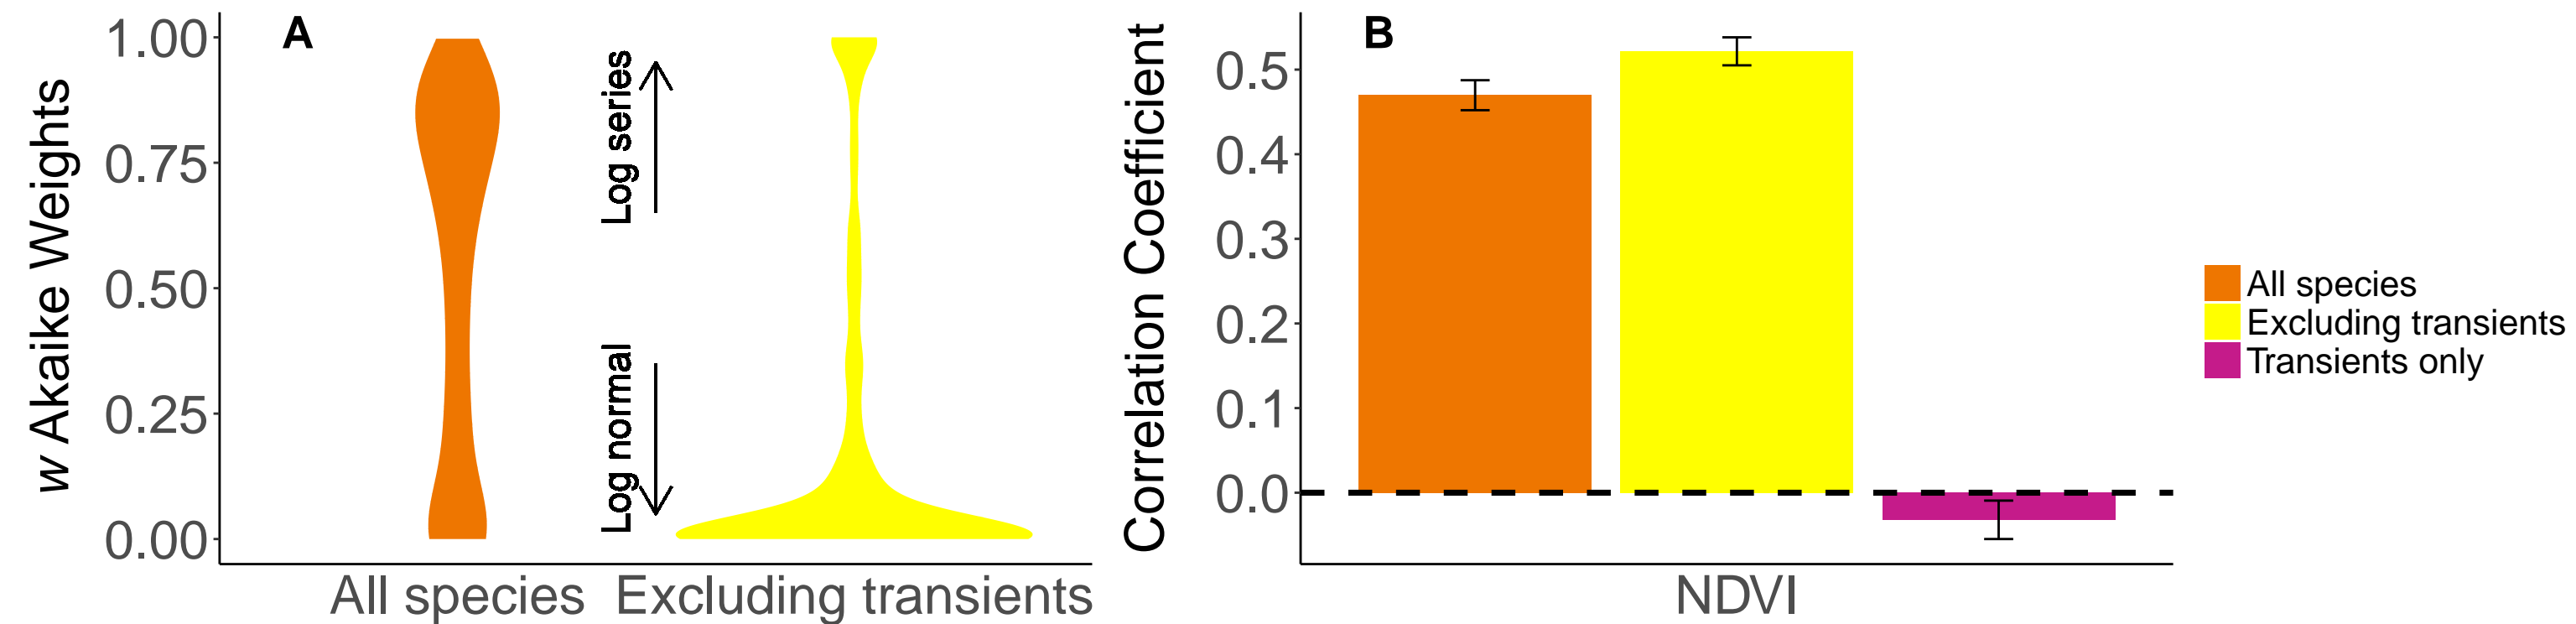 A
w Akaike Weights
1.00
0.75
0.50
0.25
0.00
Log series
Log normal
All species
Excluding transients
B
Correlation Coefficient
0.5
0.4
0.3
0.2
0.1
0.0
NDVI
All species
Excluding transients
Transients only